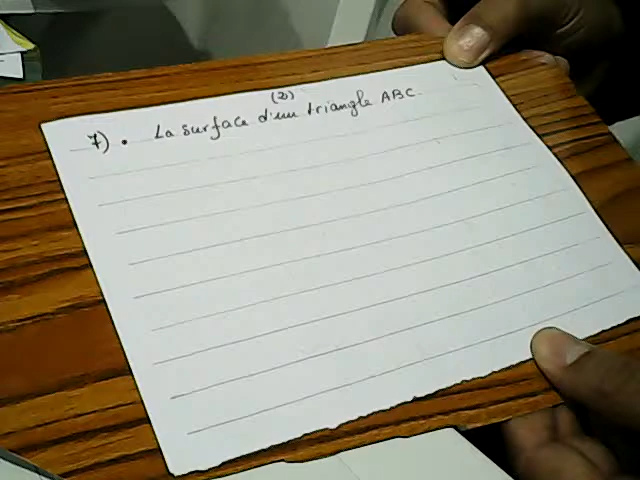 (2)
7) • La surface d'un triangle ABC.